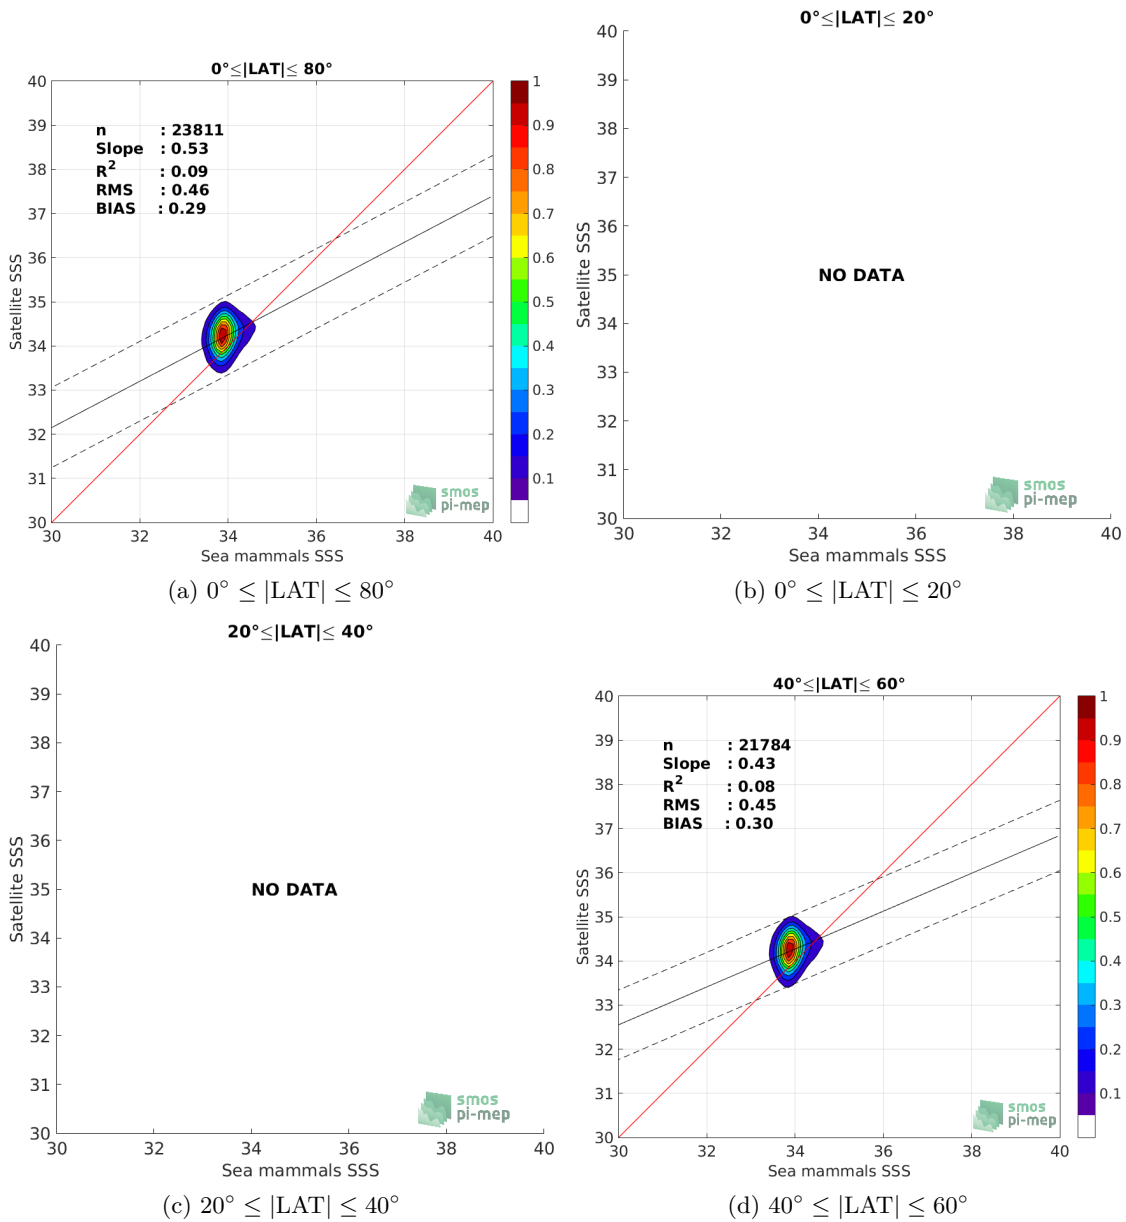 0°≤|LAT|≤ 80°
40
39
38
37
36
35
34
33
32
31
30
Satellite SSS
n : 23811
Slope : 0.53
R² : 0.09
RMS : 0.46
BIAS : 0.29
1
0.9
0.8
0.7
0.6
0.5
0.4
0.3
0.2
0.1
smos
pi-mep
30 32 34 36 38 40
Sea mammals SSS
(a) 0° ≤ |LAT| ≤ 80°
0°≤|LAT|≤ 20°
40
39
38
37
36
35
34
33
32
31
30
Satellite SSS
NO DATA
smos
pi-mep
30 32 34 36 38 40
Sea mammals SSS
(b) 0° ≤ |LAT| ≤ 20°
20°≤|LAT|≤ 40°
40
39
38
37
36
35
34
33
32
31
30
Satellite SSS
NO DATA
smos
pi-mep
30 32 34 36 38 40
Sea mammals SSS
(c) 20° ≤ |LAT| ≤ 40°
40°≤|LAT|≤ 60°
40
39
38
37
36
35
34
33
32
31
30
Satellite SSS
n : 21784
Slope : 0.43
R² : 0.08
RMS : 0.45
BIAS : 0.30
1
0.9
0.8
0.7
0.6
0.5
0.4
0.3
0.2
0.1
smos
pi-mep
30 32 34 36 38 40
Sea mammals SSS
(d) 40° ≤ |LAT| ≤ 60°